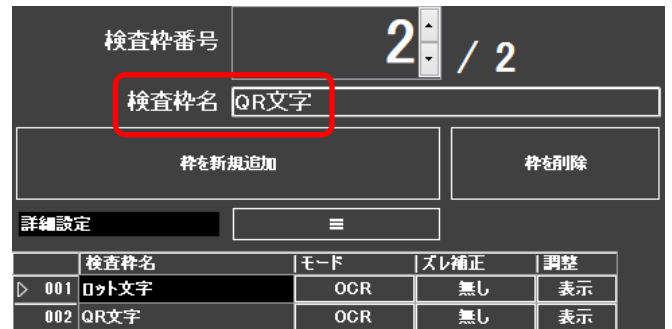 検査枠番号 2 / 2
検査枠名 QR文字
枠を新規追加 枠を削除
詳細設定 ≡
検査枠名 モード ズレ補正 調整
▷ 001 ロット文字 OCR 無し 表示
002 QR文字 OCR 無し 表示